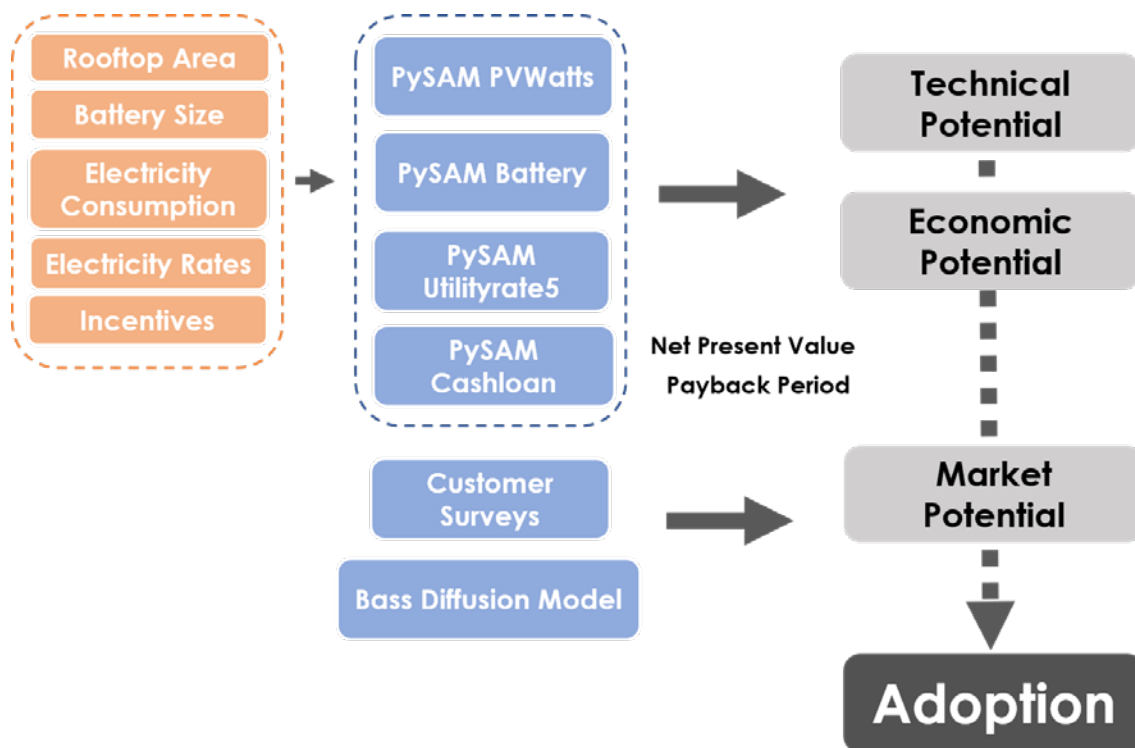 Rooftop Area
Battery Size
Electricity
Consumption
Electricity Rates
Incentives
PySAM PVWatts
PySAM Battery
PySAM
Utilityrate5
PySAM
Cashloan
Customer
Surveys
Bass Diffusion Model
Net Present Value
Payback Period
Technical
Potential
Economic
Potential
Market
Potential
Adoption